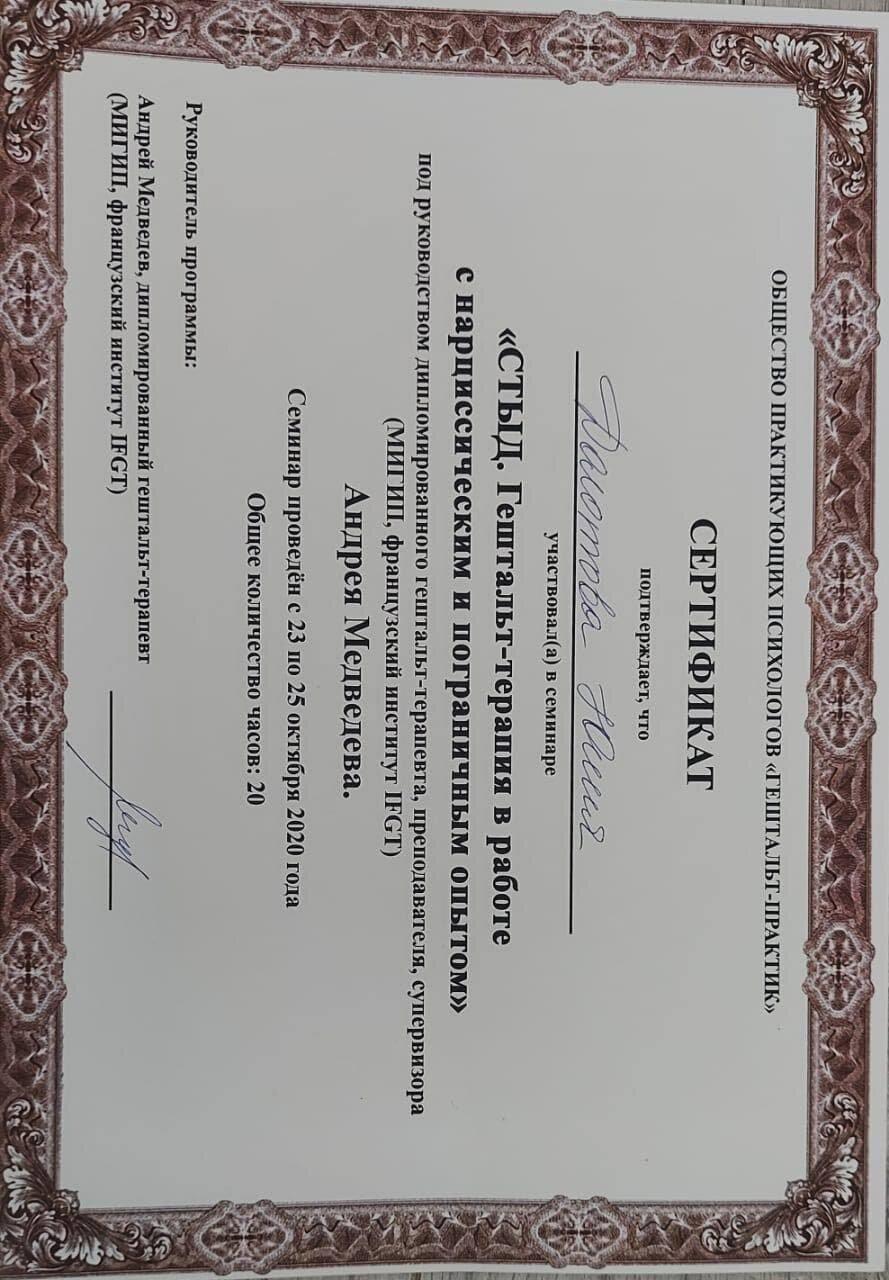 ОБЩЕСТВО ПРАКТИКУЮЩИХ ПСИХОЛОГОВ «ГЕШТАЛЬТ-ПРАКТИК»
СЕРТИФИКАТ
подтверждает, что
участвовал(а) в семинаре
«СТЫД. Гештальт-терапия в работе
с нарциссическим и пограничным опытом»
под руководством дипломированного гештальт-терапевта, преподавателя, супервизора
(МИГИП, французский институт IFGT)
Андрея Медведева.
Семинар проведён с 23 по 25 октября 2020 года
Общее количество часов: 20
Руководитель программы:
Андрей Медведев, дипломированный гештальт-терапевт
(МИГИП, французский институт IFGT)